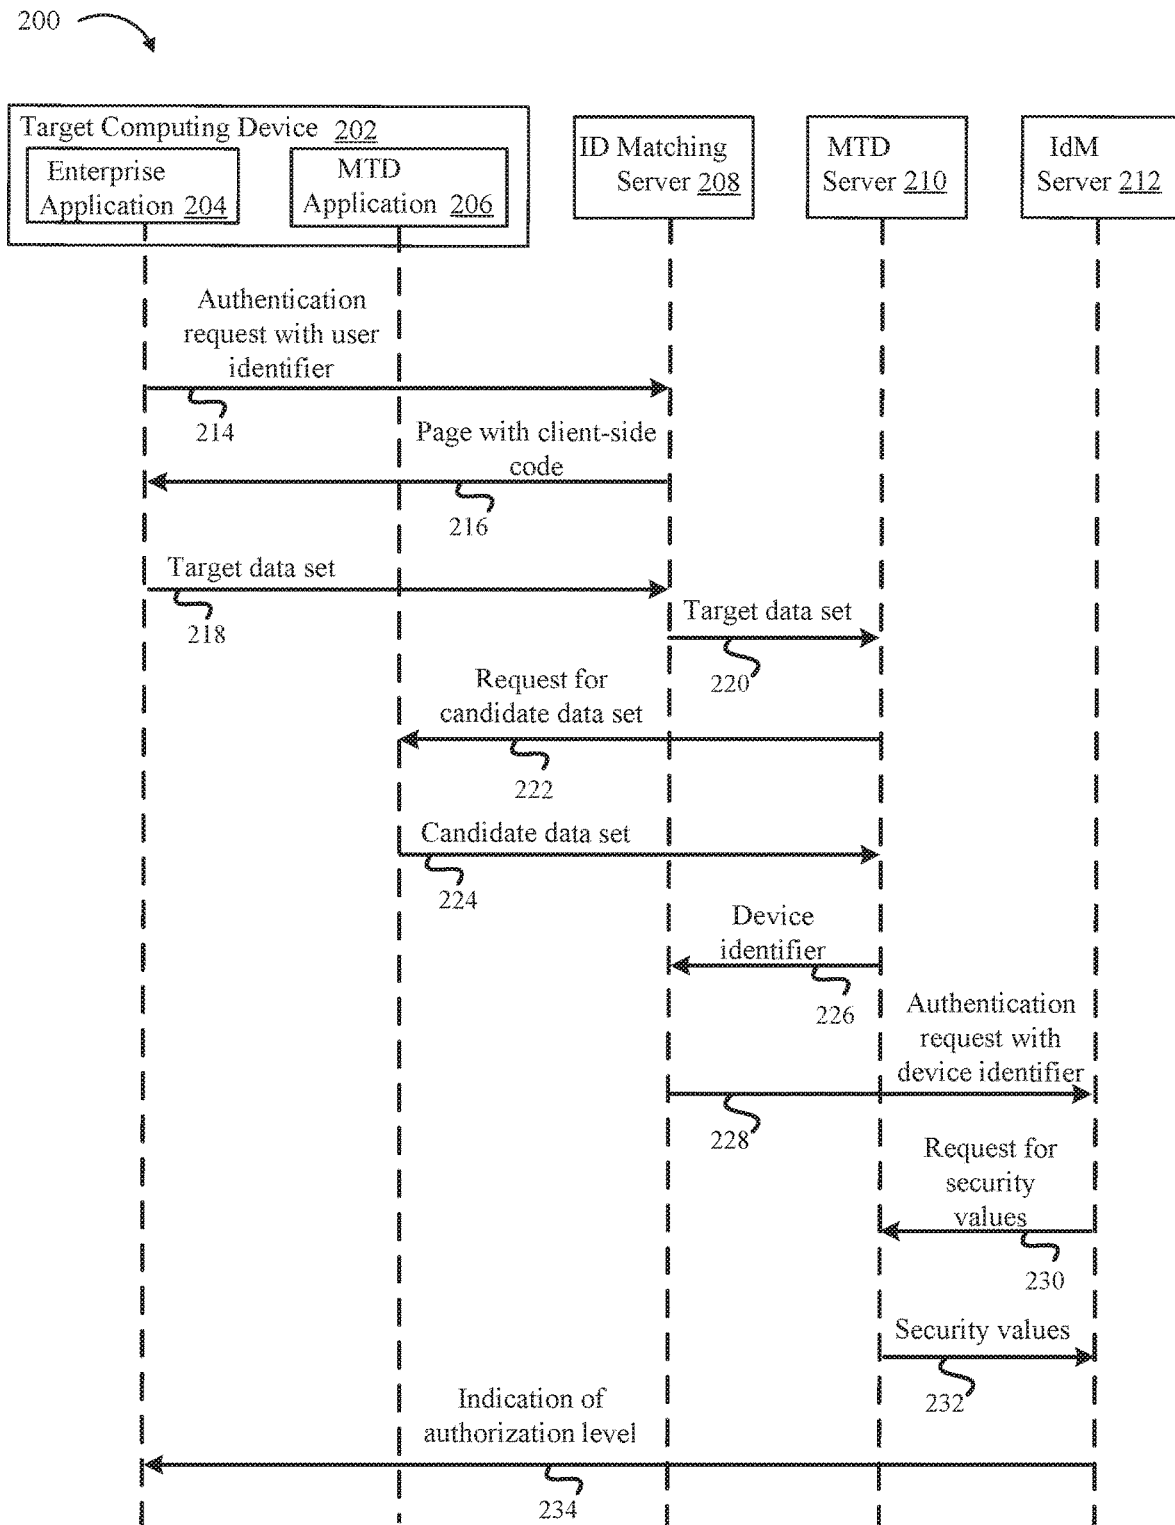 200
Target Computing Device 202
Enterprise
Application 204
MTD
Application 206
ID Matching
Server 208
MTD
Server 210
IdM
Server 212
Authentication
request with user
identifier
214
Page with client-side
code
216
Target data set
218
Target data set
220
Request for
candidate data set
222
Candidate data set
224
Device
identifier
226
Authentication
request with
device identifier
228
Request for
security
values
230
Security values
232
Indication of
authorization level
234